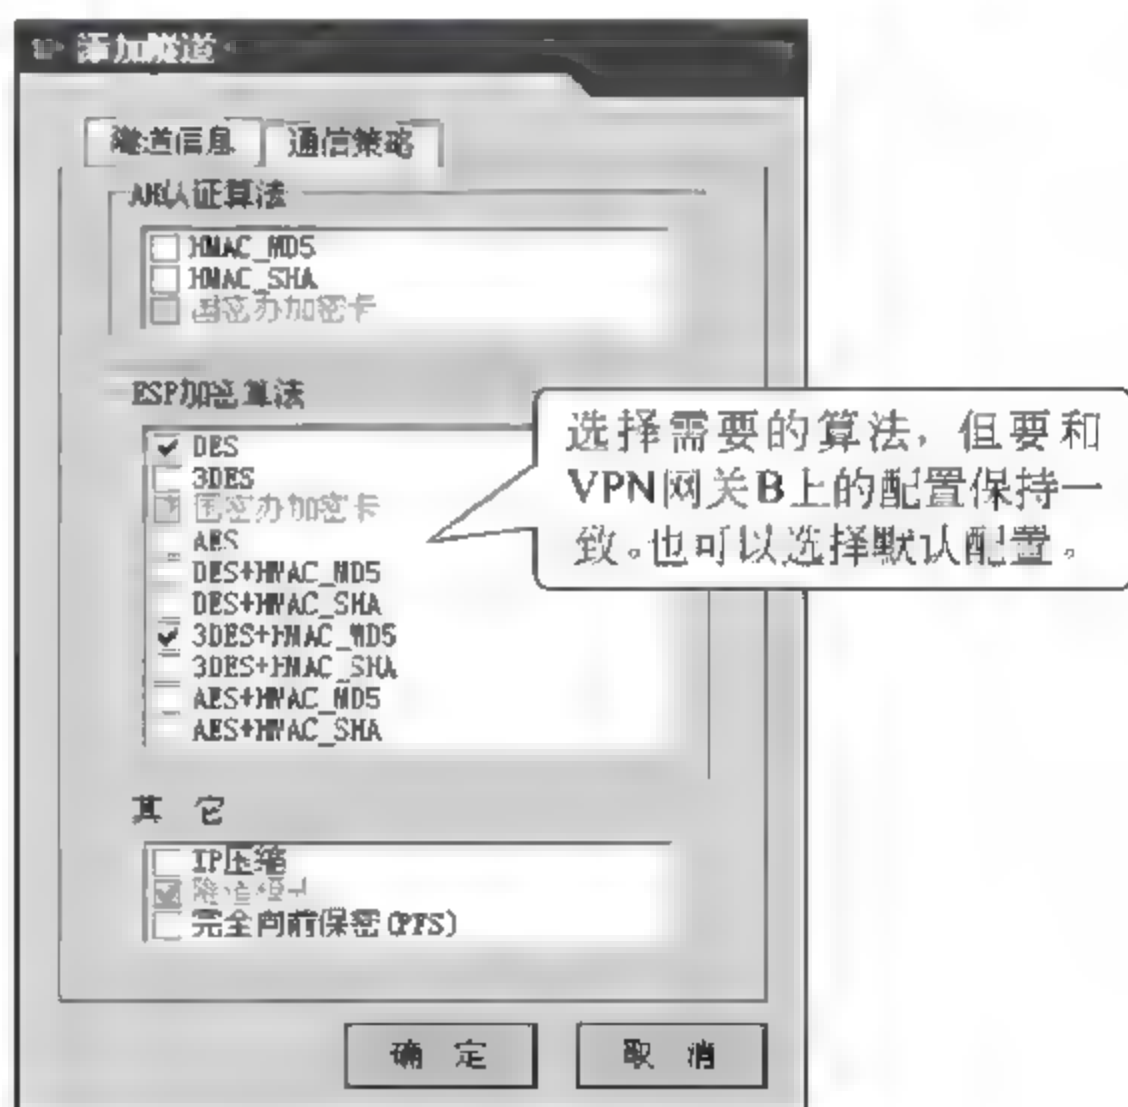 添加隧道
隧道信息 通信策略
AH认证算法
HMAC_MD5
HMAC_SHA
国密办加密卡
ESP加密算法
DES
3DES
国密办加密卡
AES
DES+HMAC_MD5
DES+HMAC_SHA
3DES+HMAC_MD5
3DES+HMAC_SHA
AES+HMAC_MD5
AES+HMAC_SHA
选择需要的算法，但要和
VPN网关B上的配置保持一
致。也可以选择默认配置。
其 它
IP压缩
隧道模式
完全向前保密(PFS)
确 定 取 消